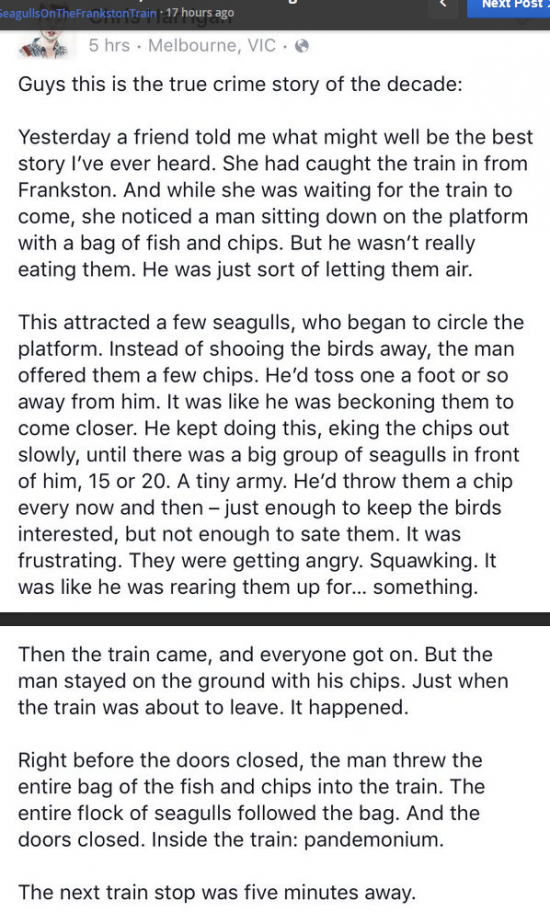 SeagullsOnTheFrankstonTrain · 17 hours ago
Next Post
5 hrs · Melbourne, VIC ·
Guys this is the true crime story of the decade:
Yesterday a friend told me what might well be the best
story I’ve ever heard. She had caught the train in from
Frankston. And while she was waiting for the train to
come, she noticed a man sitting down on the platform
with a bag of fish and chips. But he wasn’t really
eating them. He was just sort of letting them air.
This attracted a few seagulls, who began to circle the
platform. Instead of shooing the birds away, the man
offered them a few chips. He’d toss one a foot or so
away from him. It was like he was beckoning them to
come closer. He kept doing this, eking the chips out
slowly, until there was a big group of seagulls in front
of him, 15 or 20. A tiny army. He’d throw them a chip
every now and then – just enough to keep the birds
interested, but not enough to sate them. It was
frustrating. They were getting angry. Squawking. It
was like he was rearing them up for... something.
Then the train came, and everyone got on. But the
man stayed on the ground with his chips. Just when
the train was about to leave. It happened.
Right before the doors closed, the man threw the
entire bag of the fish and chips into the train. The
entire flock of seagulls followed the bag. And the
doors closed. Inside the train: pandemonium.
The next train stop was five minutes away.